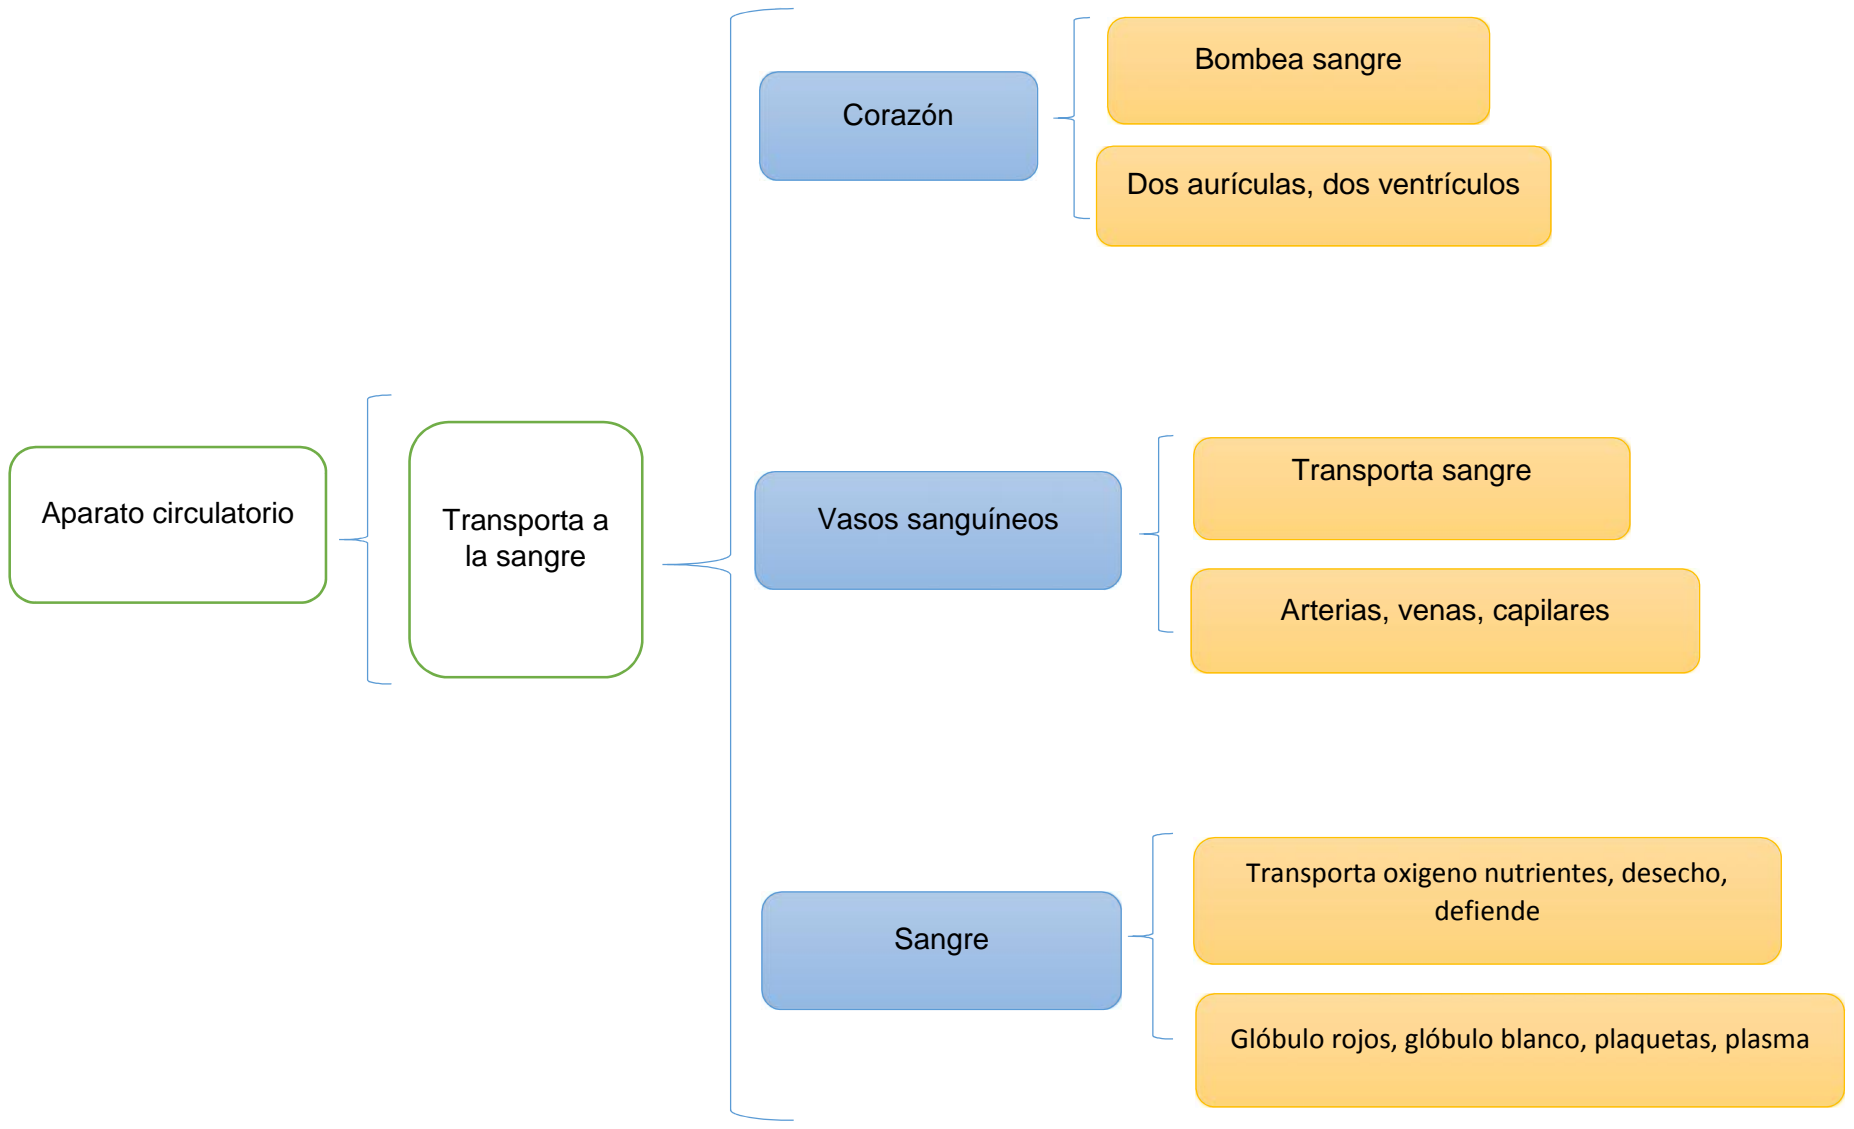 Aparato circulatorio
Transporta a
la sangre
Corazón
Bombea sangre
Dos aurículas, dos ventrículos
Vasos sanguíneos
Transporta sangre
Arterias, venas, capilares
Sangre
Transporta oxigeno nutrientes, desecho,
defiende
Glóbulo rojos, glóbulo blanco, plaquetas, plasma